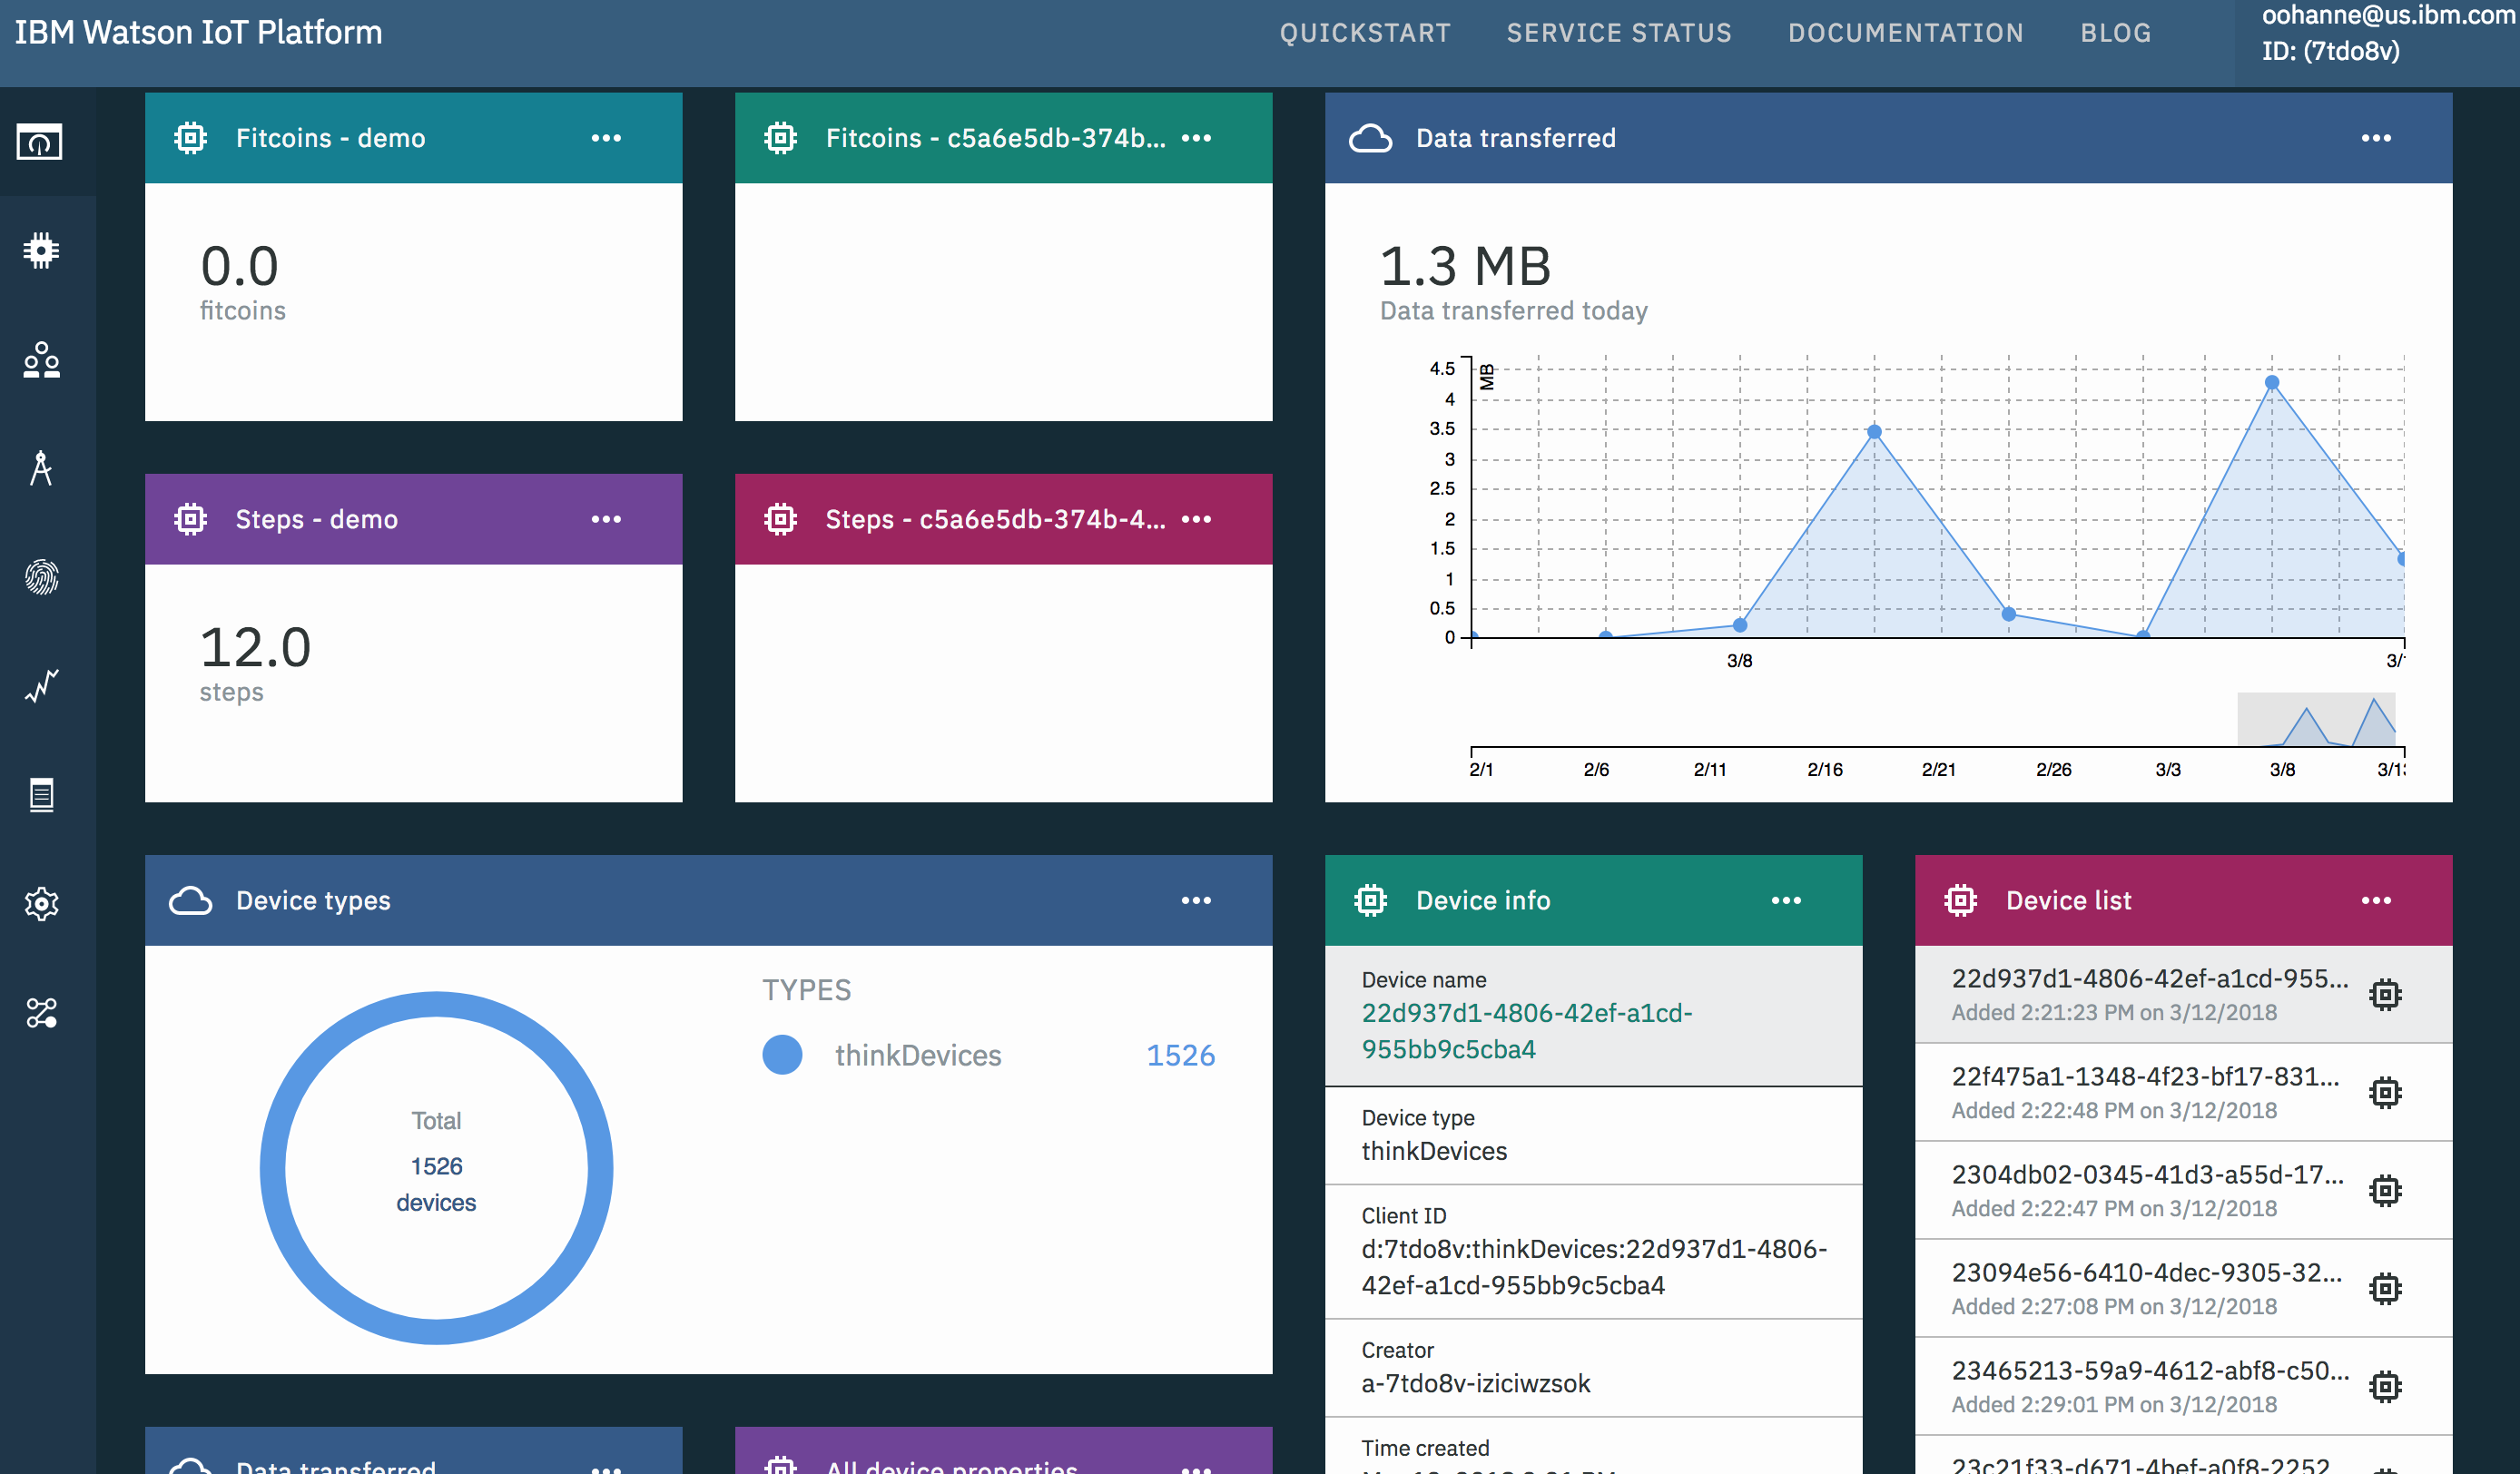 IBM Watson IoT Platform
QUICKSTART
SERVICE STATUS
DOCUMENTATION
BLOG
oohanne@us.ibm.com
ID: (7tdo8v)
Fitcoins - demo
0.0
fitcoins
Fitcoins - c5a6e5db-374b...
Data transferred
1.3 MB
Data transferred today
MB
4.5
4
3.5
3
2.5
2
1.5
1
0.5
0
3/8
2/1
2/6
2/11
2/16
2/21
2/26
3/3
3/8
Steps - demo
12.0
steps
Steps - c5a6e5db-374b-4...
Device types
Total
1526
devices
TYPES
thinkDevices 1526
Device info
Device name
22d937d1-4806-42ef-a1cd-
955bb9c5cba4
Device type
thinkDevices
Client ID
d:7tdo8v:thinkDevices:22d937d1-4806-
42ef-a1cd-955bb9c5cba4
Creator
a-7tdo8v-iziciwzsok
Time created
Device list
22d937d1-4806-42ef-a1cd-955...
Added 2:21:23 PM on 3/12/2018
22f475a1-1348-4f23-bf17-831...
Added 2:22:48 PM on 3/12/2018
2304db02-0345-41d3-a55d-17...
Added 2:22:47 PM on 3/12/2018
23094e56-6410-4dec-9305-32...
Added 2:27:08 PM on 3/12/2018
23465213-59a9-4612-abf8-c50...
Added 2:29:01 PM on 3/12/2018
23c21f33-d671-4bef-a0f8-2252
Data transferred
All device properties